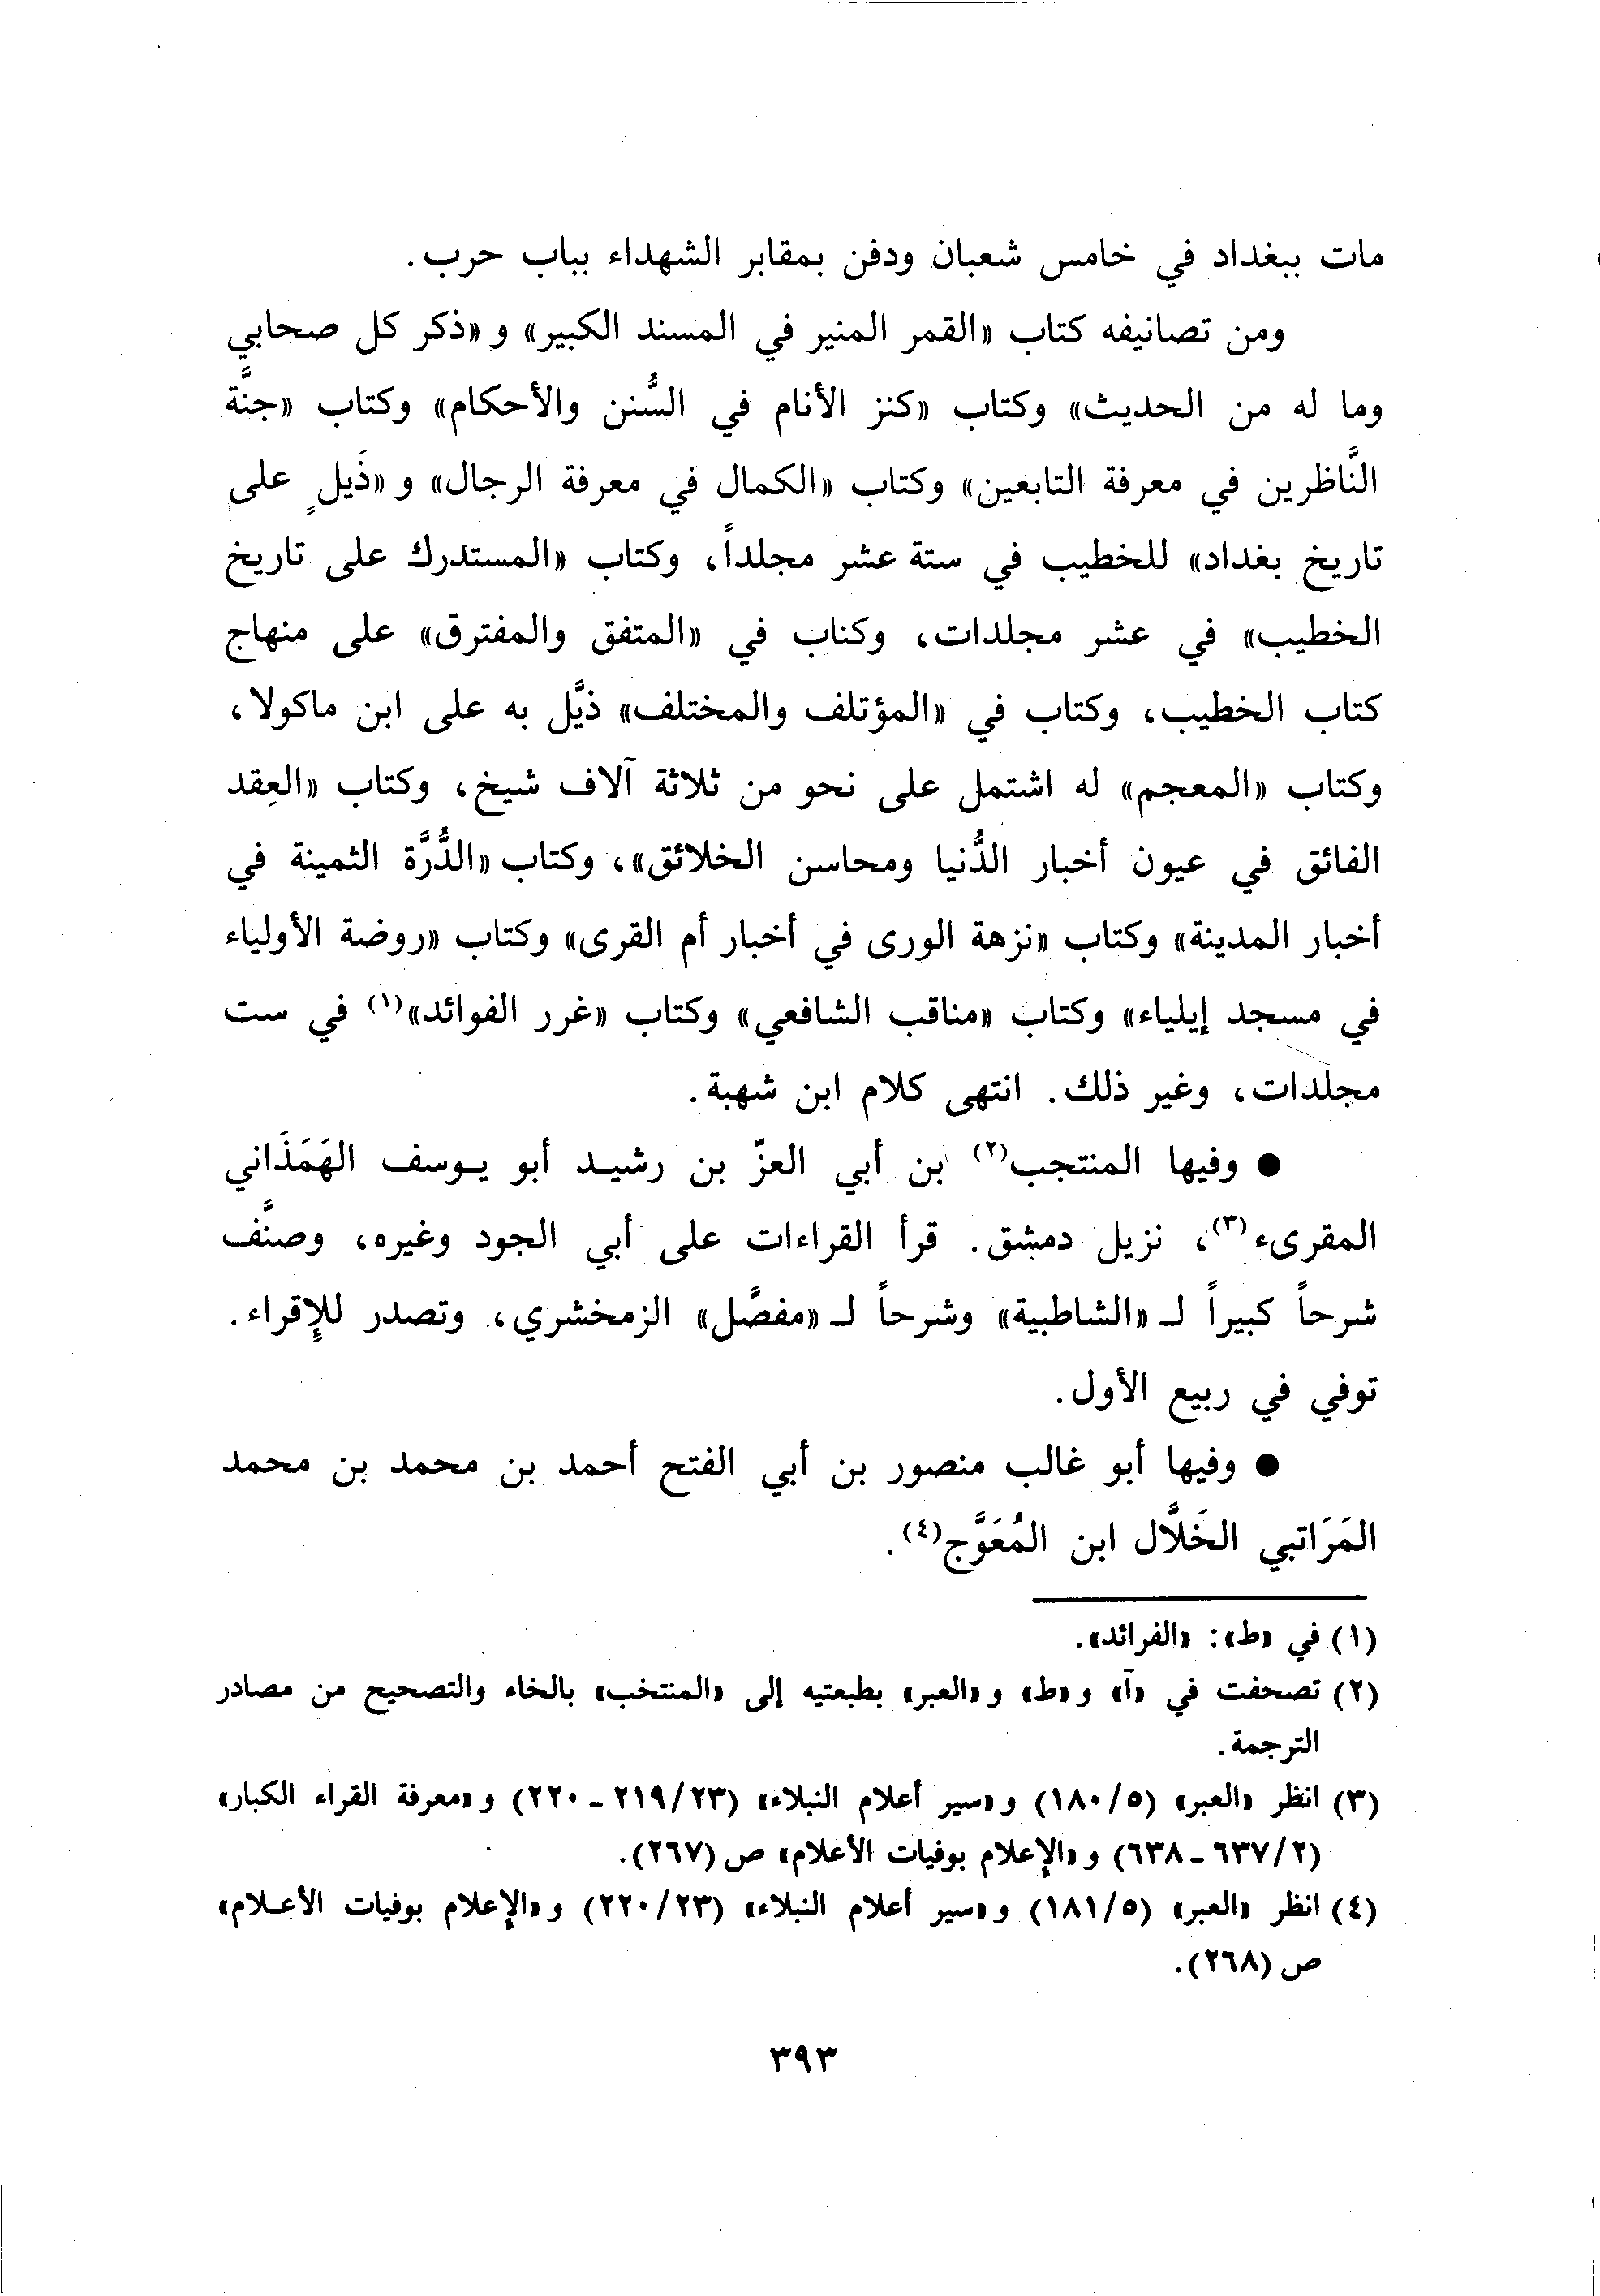 مات ببغداد في خامس شعبان ودفن بمقابر الشهداء بباب حرب.
ومن تصانيفه كتاب «القمر المنير في المسند الكبير» و «ذكر كل صحابي
وما له من الحديث» وكتاب «كنز الأنام في السُّنن والأحكام» وكتاب «جنَّة
النَّاظرين في معرفة التابعين» وكتاب «الكمال في معرفة الرجال» و «ذَيلٍ على
تاريخ بغداد» للخطيب في ستة عشر مجلداً، وكتاب «المستدرك على تاريخ
الخطيب» في عشر مجلدات، وكتاب في «المتفق والمفترق» على منهاج
كتاب الخطيب، وكتاب في «المؤتلف والمختلف» ذيَّل به على ابن ماكولا،
وكتاب «المعجم» له اشتمل على نحو من ثلاثة آلاف شيخ، وكتاب «العِقد
الفائق في عيون أخبار الدُّنيا ومحاسن الخلائق»، وكتاب «الدُّرَّة الثمينة في
أخبار المدينة» وكتاب «نزهة الورى في أخبار أم القرى» وكتاب «روضة الأولياء
في مسجد إيلياء» وكتاب «مناقب الشافعي» وكتاب «غرر الفوائد»(١) في ست
مجلدات، وغير ذلك. انتهى كلام ابن شهبة.
● وفيها المنتجب(٢) بن أبي العزّ بن رشيد أبو يوسف الهَمَذَاني
المقرىء(٣)، نزيل دمشق. قرأ القراءات على أبي الجود وغيره، وصنَّف
شرحاً كبيراً لـ «الشاطبية» وشرحاً لـ «مفصَّل» الزمخشري، وتصدر للإقراء.
توفي في ربيع الأول.
● وفيها أبو غالب منصور بن أبي الفتح أحمد بن محمد بن محمد
المَرَاتبي الخَلَّال ابن المُعَوَّج(٤).
(١) في «ط»: «الفرائد».
(٢) تصحفت في «آ» و «ط» و «العبر» بطبعتيه إلى «المنتخب» بالخاء والتصحيح من مصادر
الترجمة.
(٣) انظر «العبر» (٥/١٨٠) و «سير أعلام النبلاء» (٢٣/٢١٩ - ٢٢٠) و «معرفة القراء الكبار»
(٢/٦٣٧ - ٦٣٨) و «الإعلام بوفيات الأعلام» ص (٢٦٧).
(٤) انظر «العبر» (٥/١٨١) و «سير أعلام النبلاء» (٢٣/٢٢٠) و «الإعلام بوفيات الأعلام»
ص (٢٦٨).
٣٩٣